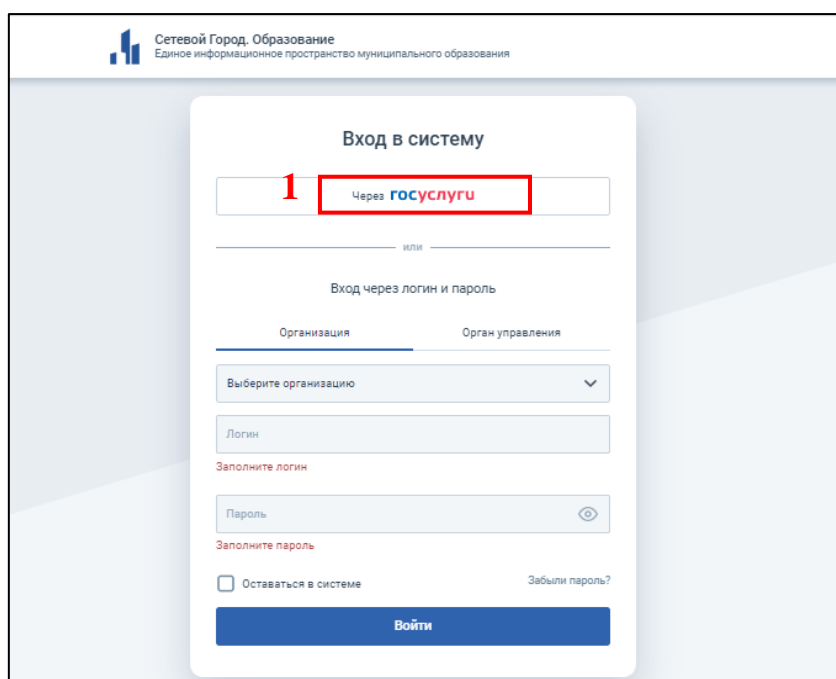 Сетевой Город. Образование
Единое информационное пространство муниципального образования
Вход в систему
1
Через госуслуги
или
Вход через логин и пароль
Организация Орган управления
Выберите организацию
Логин
Заполните логин
Пароль
Заполните пароль
Оставаться в системе Забыли пароль?
Войти